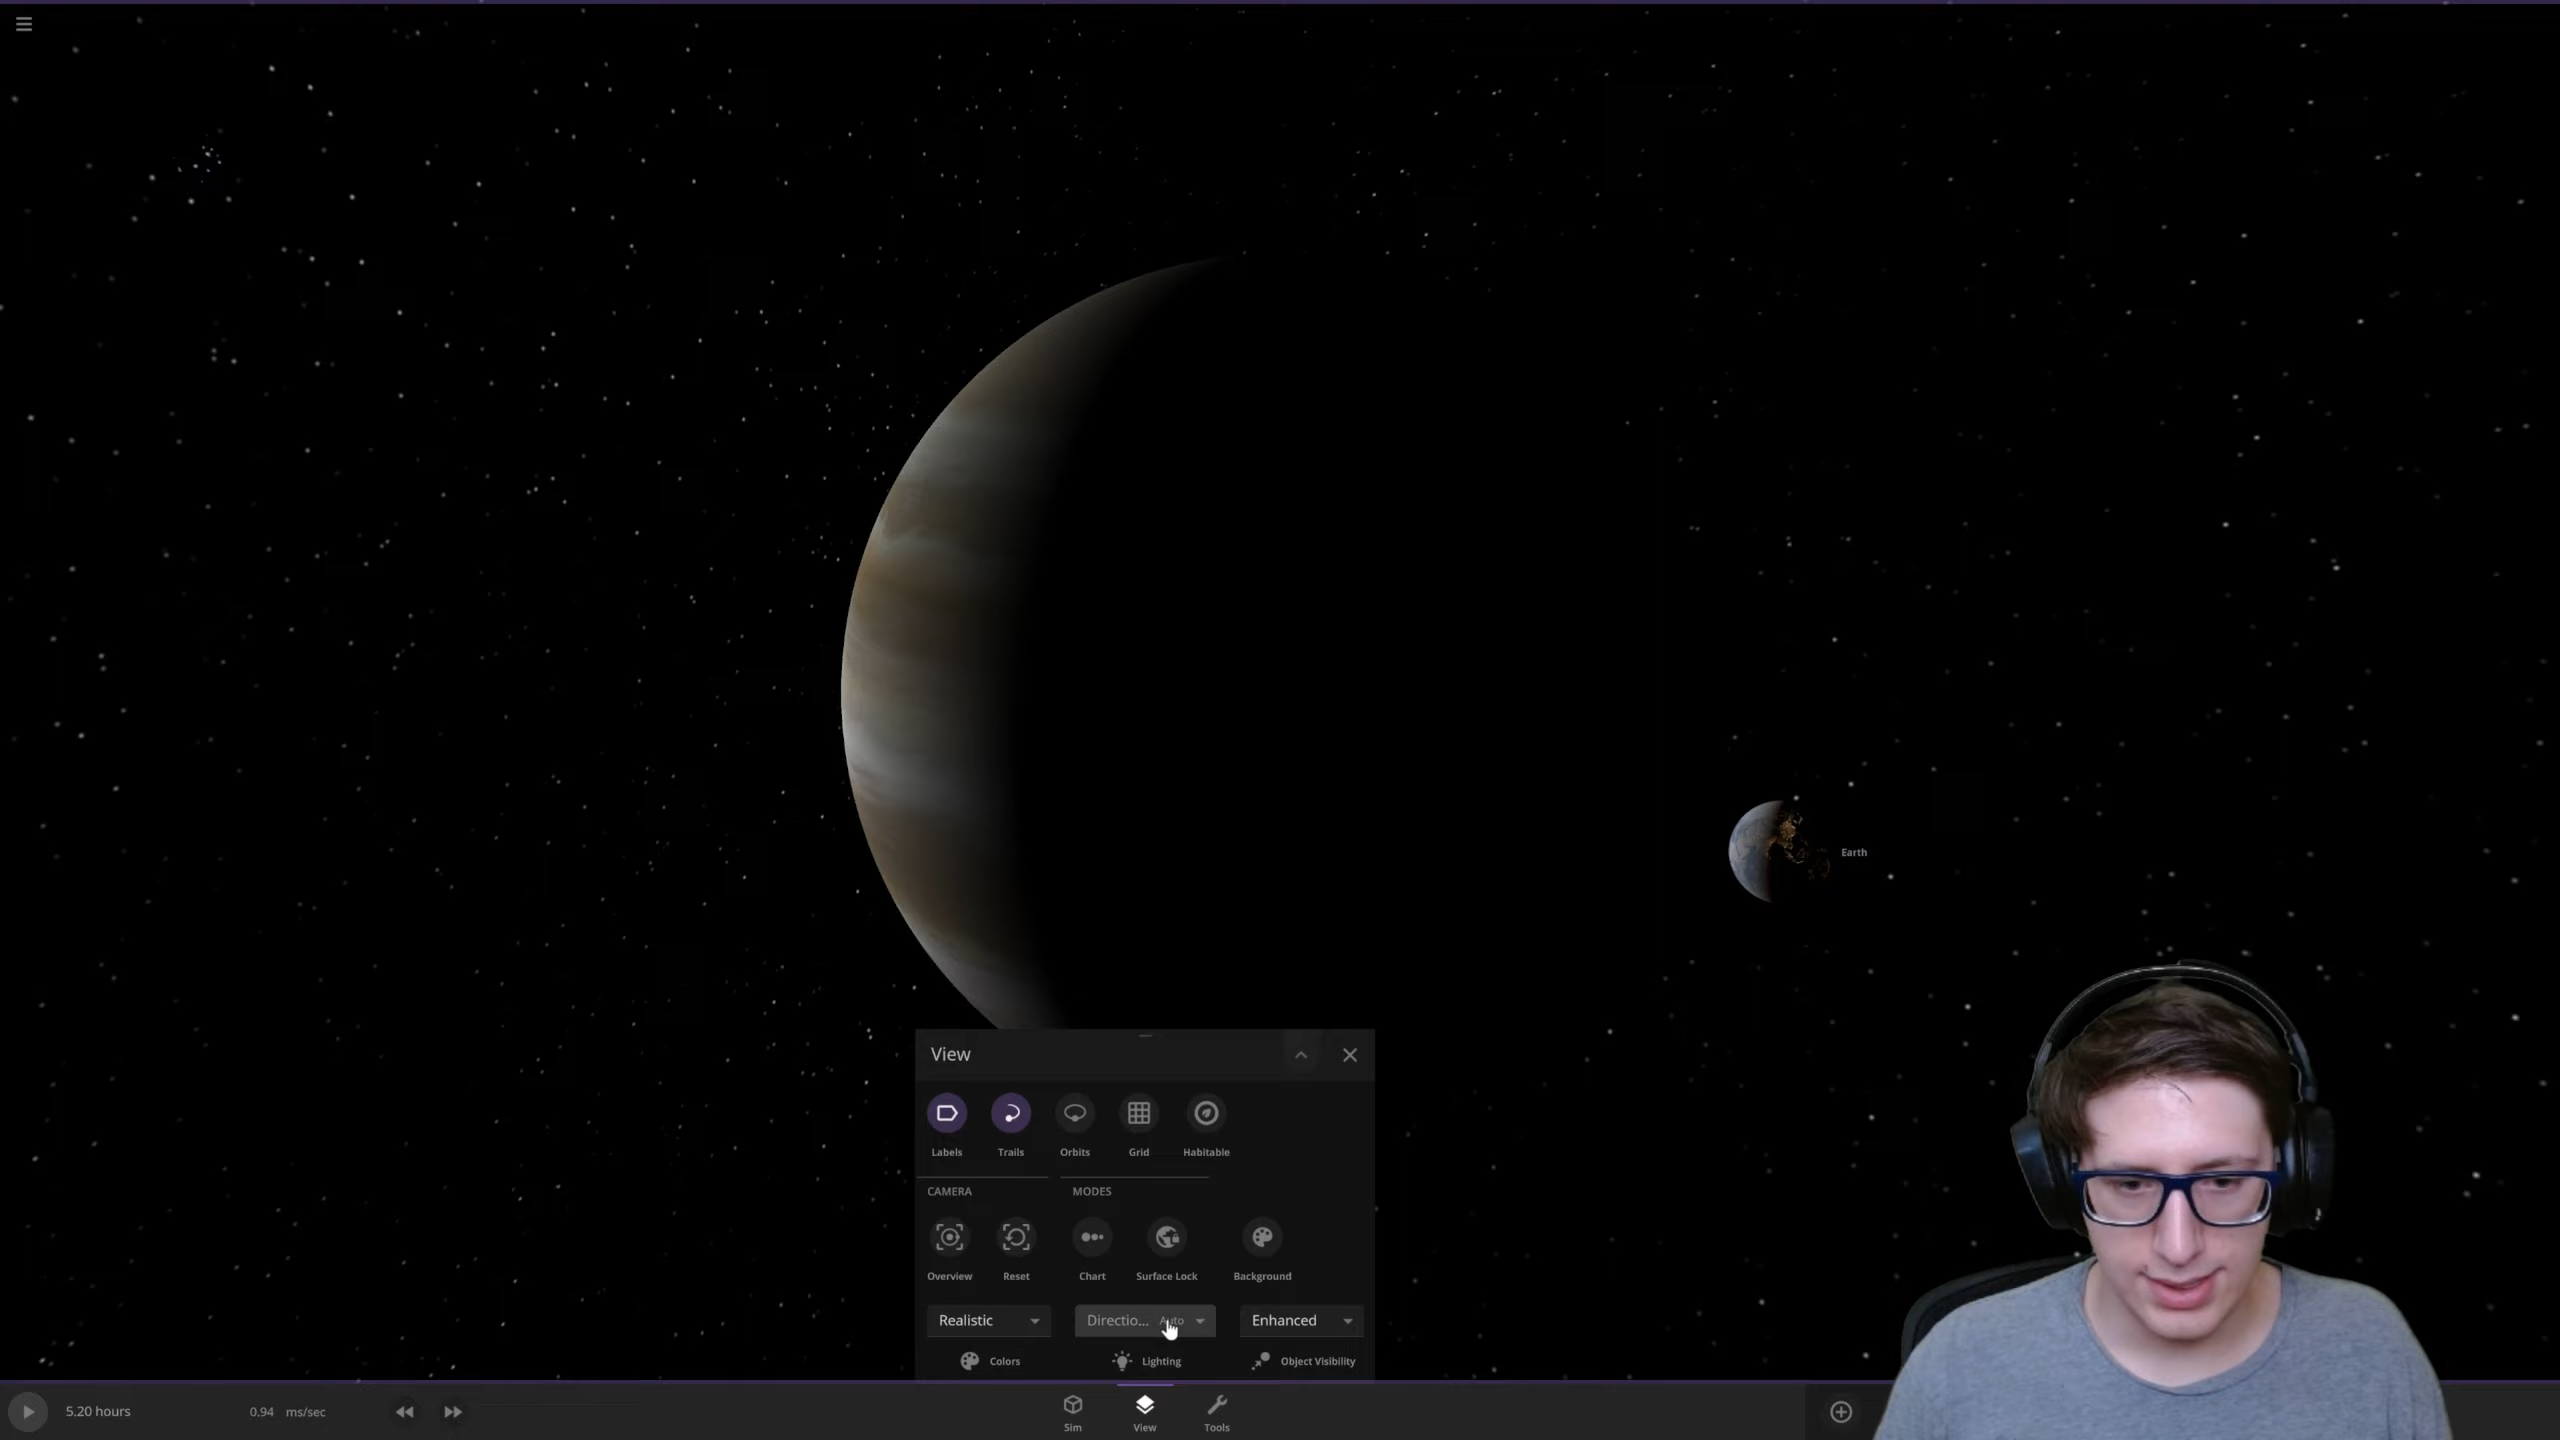 Earth
View
Labels Trails Orbits Grid Habitable
CAMERA MODES
Overview Reset Chart Surface Lock Background
Realistic Directio... Auto Enhanced
Colors Lighting Object Visibility
5.20 hours 0.94 ms/sec
Sim View Tools